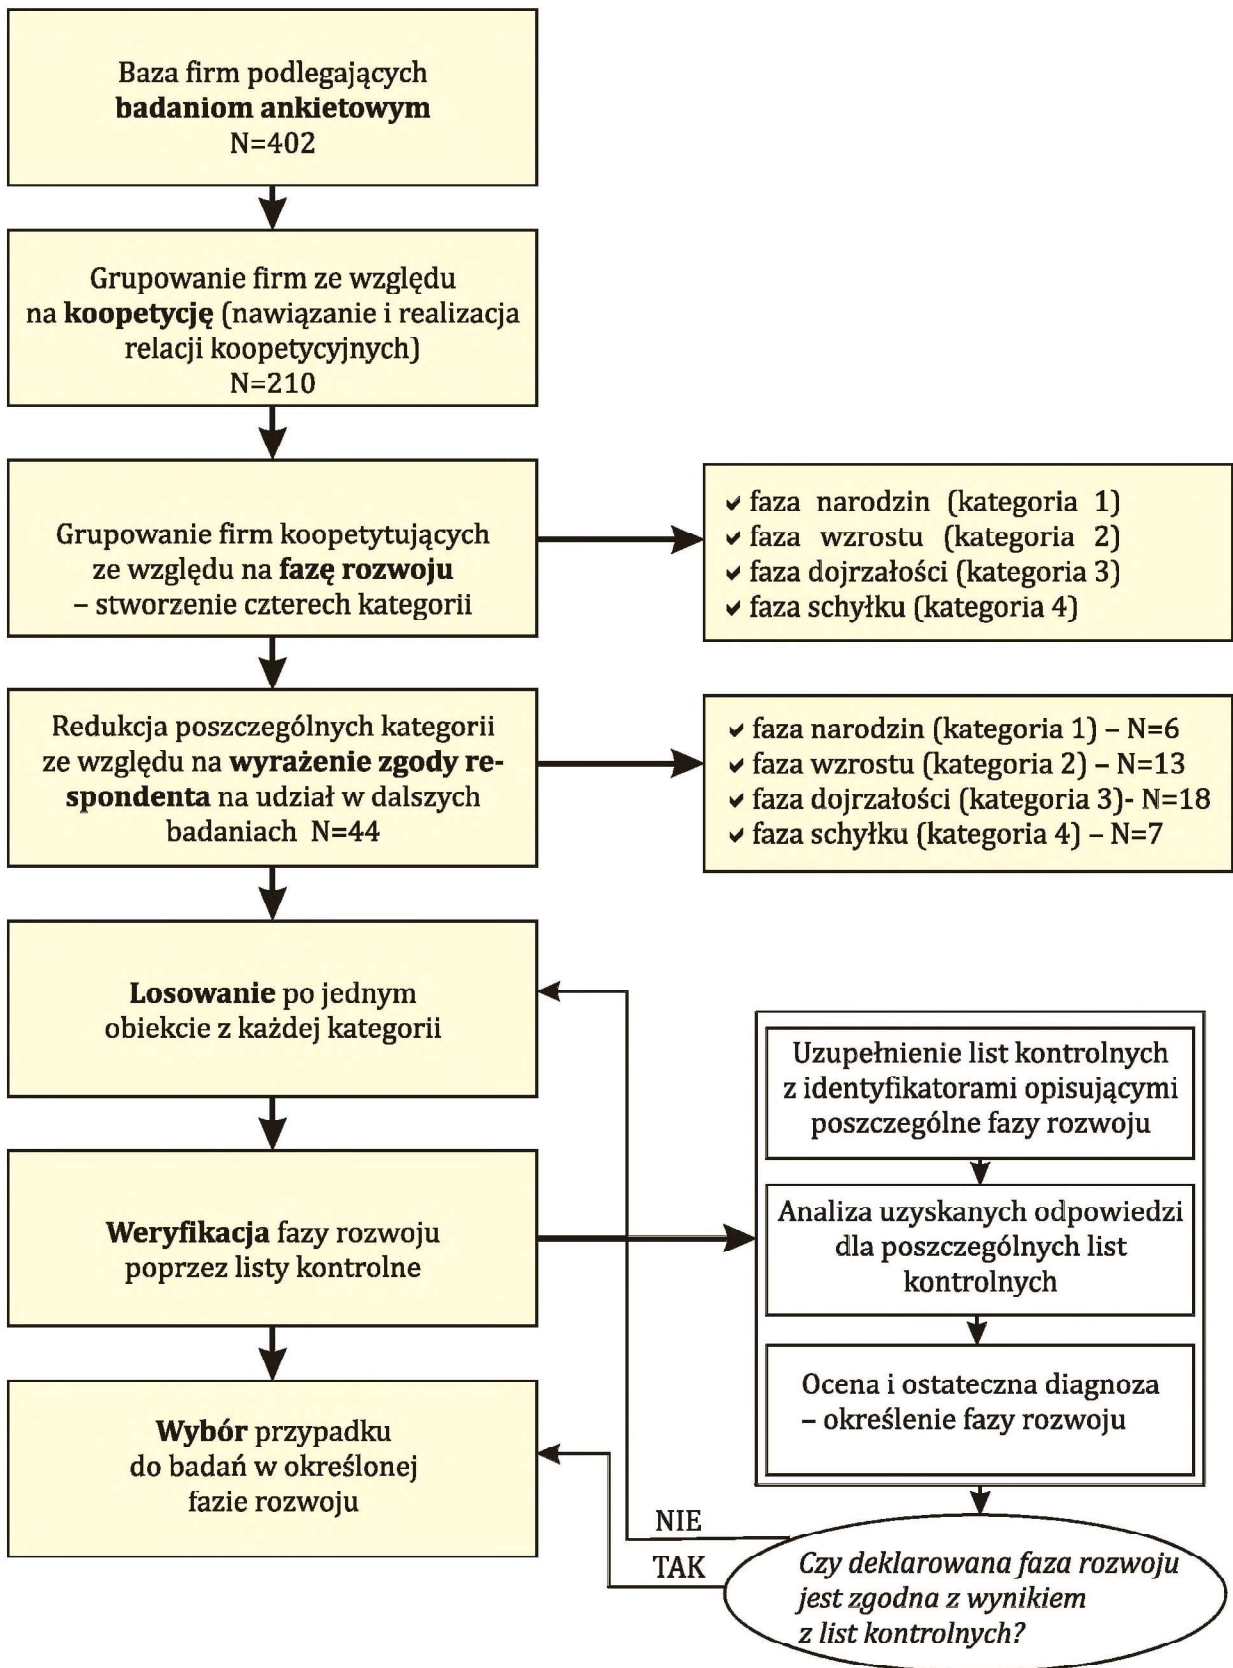 Baza firm podlegających
badaniom ankietowym
N=402
Grupowanie firm ze względu
na koopetycję (nawiązanie i realizacja
relacji koopetycyjnych)
N=210
Grupowanie firm koopetytujących
ze względu na fazę rozwoju
– stworzenie czterech kategorii
✔ faza narodzin (kategoria 1)
✔ faza wzrostu (kategoria 2)
✔ faza dojrzałości (kategoria 3)
✔ faza schyłku (kategoria 4)
Redukcja poszczególnych kategorii
ze względu na wyrażenie zgody re-
spondenta na udział w dalszych
badaniach N=44
✔ faza narodzin (kategoria 1) – N=6
✔ faza wzrostu (kategoria 2) – N=13
✔ faza dojrzałości (kategoria 3)- N=18
✔ faza schyłku (kategoria 4) – N=7
Losowanie po jednym
obiekcie z każdej kategorii
Weryfikacja fazy rozwoju
poprzez listy kontrolne
Uzupełnienie list kontrolnych
z identyfikatorami opisującymi
poszczególne fazy rozwoju
Analiza uzyskanych odpowiedzi
dla poszczególnych list
kontrolnych
Ocena i ostateczna diagnoza
– określenie fazy rozwoju
Wybór przypadku
do badań w określonej
fazie rozwoju
NIE
TAK
Czy deklarowana faza rozwoju
jest zgodna z wynikiem
z list kontrolnych?